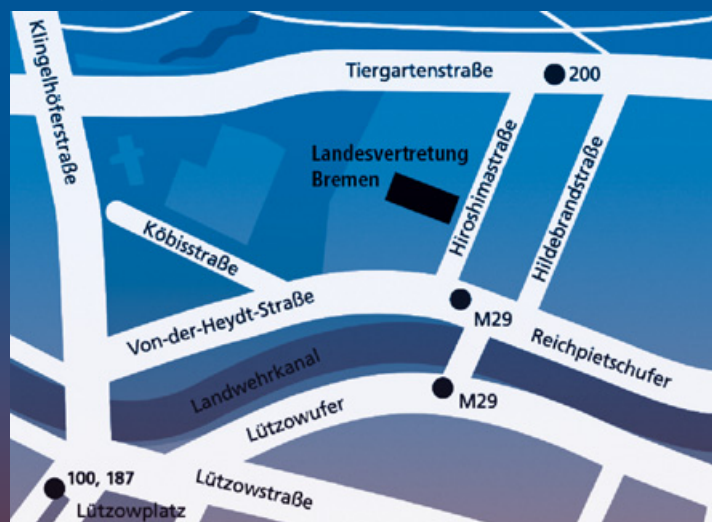 Klingelhöferstraße
Tiergartenstraße
200
Landesvertretung
Bremen
Hiroshimastraße
Hildebrandstraße
Köbisstraße
Von-der-Heydt-Straße
M29
Reichpietschufer
Landwehrkanal
M29
Lützowufer
100, 187
Lützowstraße
Lützowplatz